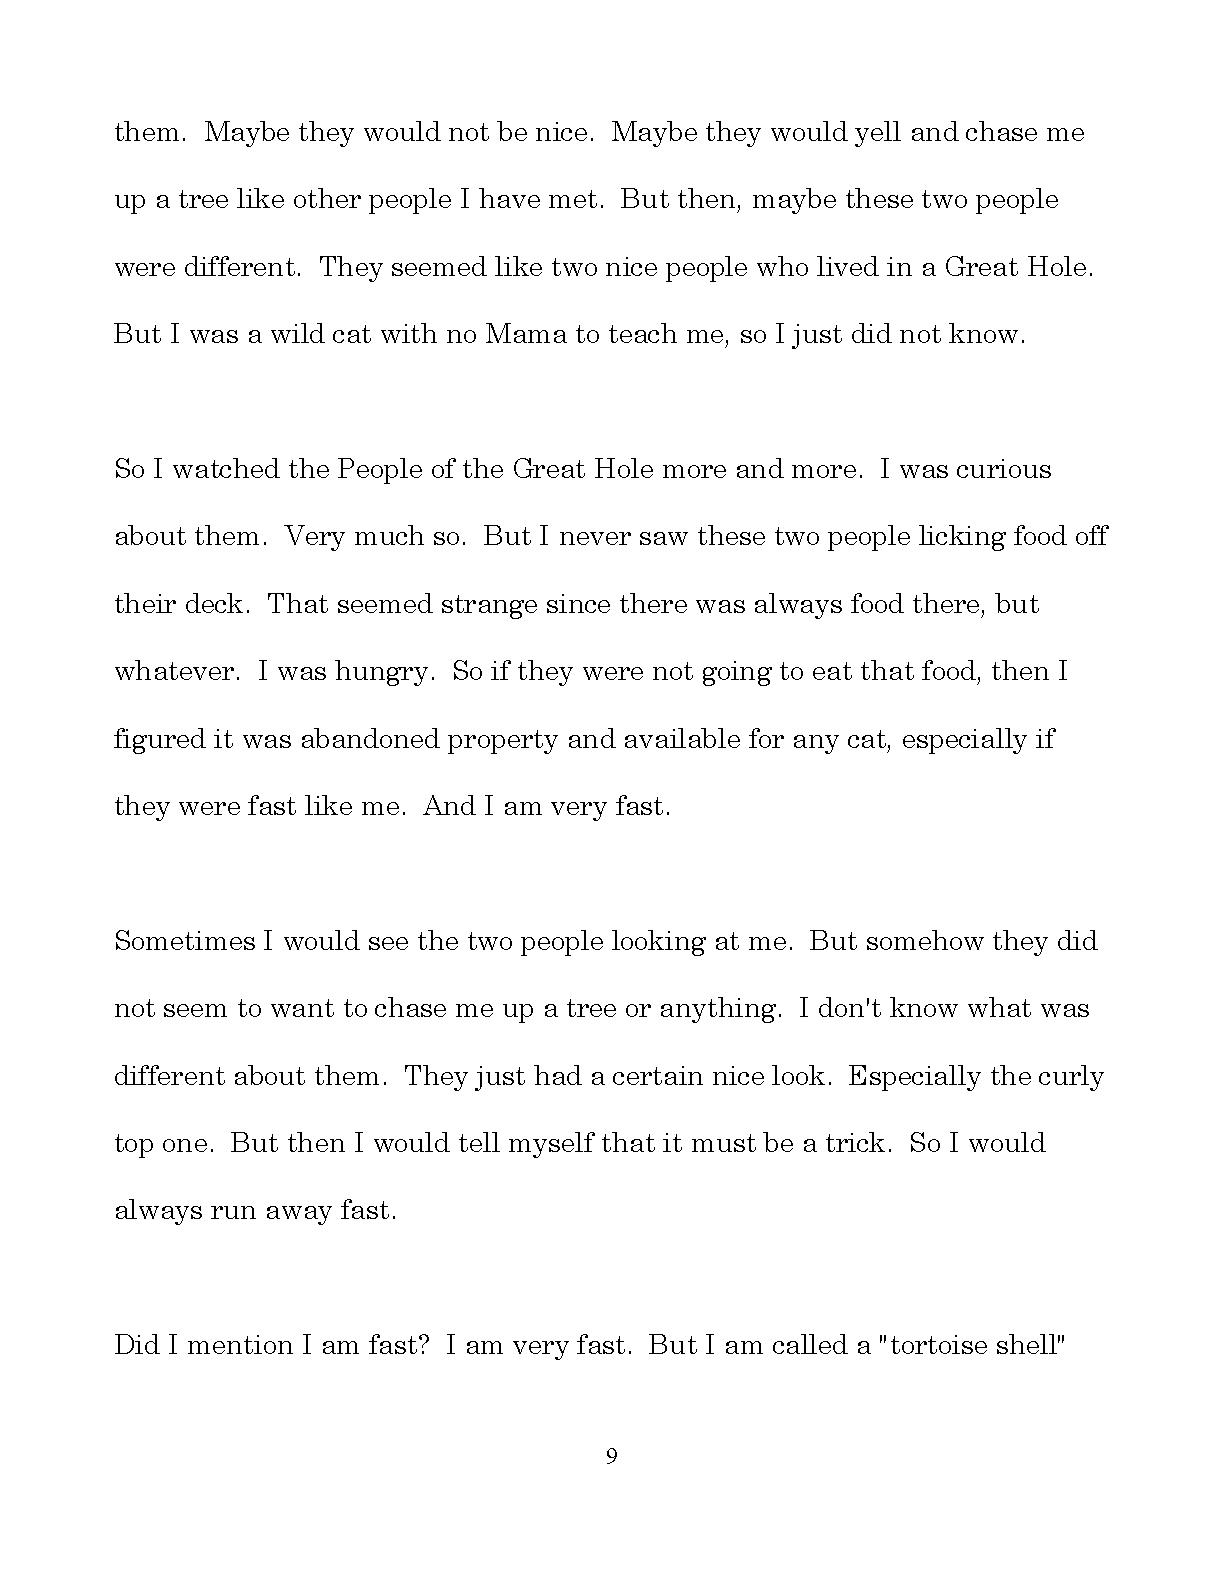 them.  Maybe they would not be nice.  Maybe they would yell and chase me
up a tree like other people I have met.  But then, maybe these two people
were different.  They seemed like two nice people who lived in a Great Hole.
But I was a wild cat with no Mama to teach me, so I just did not know.
So I watched the People of the Great Hole more and more.  I was curious
about them.  Very much so.  But I never saw these two people licking food off
their deck.  That seemed strange since there was always food there, but
whatever.  I was hungry.  So if they were not going to eat that food, then I
figured it was abandoned property and available for any cat, especially if
they were fast like me.  And I am very fast.
Sometimes I would see the two people looking at me.  But somehow they did
not seem to want to chase me up a tree or anything.  I don't know what was
different about them.  They just had a certain nice look.  Especially the curly
top one.  But then I would tell myself that it must be a trick.  So I would
always run away fast.
Did I mention I am fast?  I am very fast.  But I am called a "tortoise shell"
9